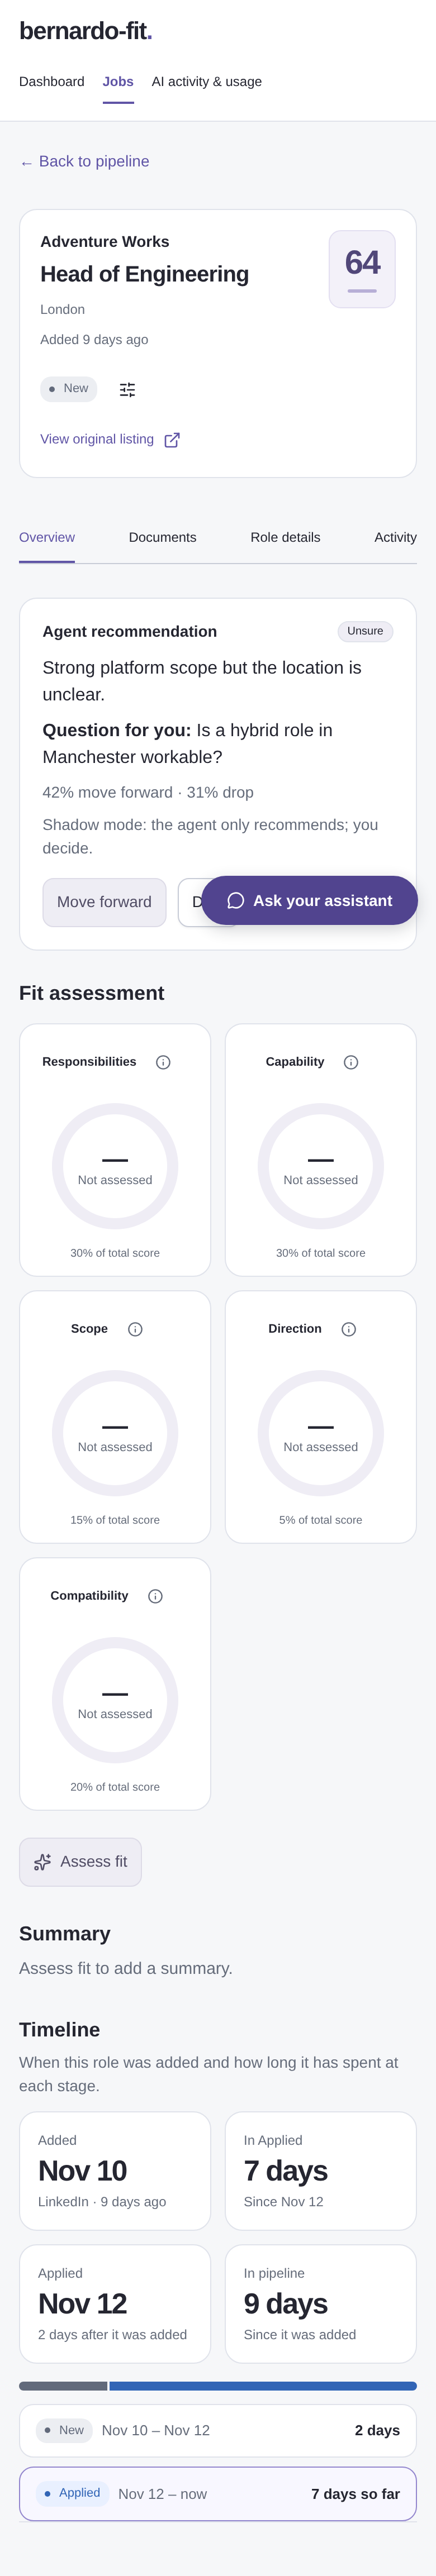 bernardo-fit.
Dashboard Jobs AI activity & usage
← Back to pipeline
Adventure Works
Head of Engineering
64
London
Added 9 days ago
New
View original listing
Overview Documents Role details Activity
Agent recommendation
Unsure
Strong platform scope but the location is
unclear.
Question for you: Is a hybrid role in
Manchester workable?
42% move forward · 31% drop
Shadow mode: the agent only recommends; you
decide.
Move forward
Ask your assistant
Fit assessment
Responsibilities
—
Not assessed
30% of total score
Capability
—
Not assessed
30% of total score
Scope
—
Not assessed
15% of total score
Direction
—
Not assessed
5% of total score
Compatibility
—
Not assessed
20% of total score
Assess fit
Summary
Assess fit to add a summary.
Timeline
When this role was added and how long it has spent at
each stage.
Added
Nov 10
LinkedIn · 9 days ago
In Applied
7 days
Since Nov 12
Applied
Nov 12
2 days after it was added
In pipeline
9 days
Since it was added
New Nov 10 – Nov 12 2 days
Applied Nov 12 – now 7 days so far